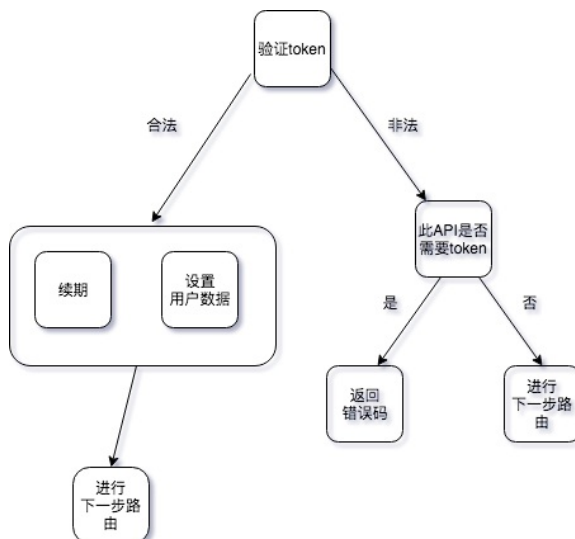 验证token
合法
非法
此API是否
需要token
续期
设置
用户数据
是
否
返回
错误码
进行
下一步路
由
进行
下一步路
由